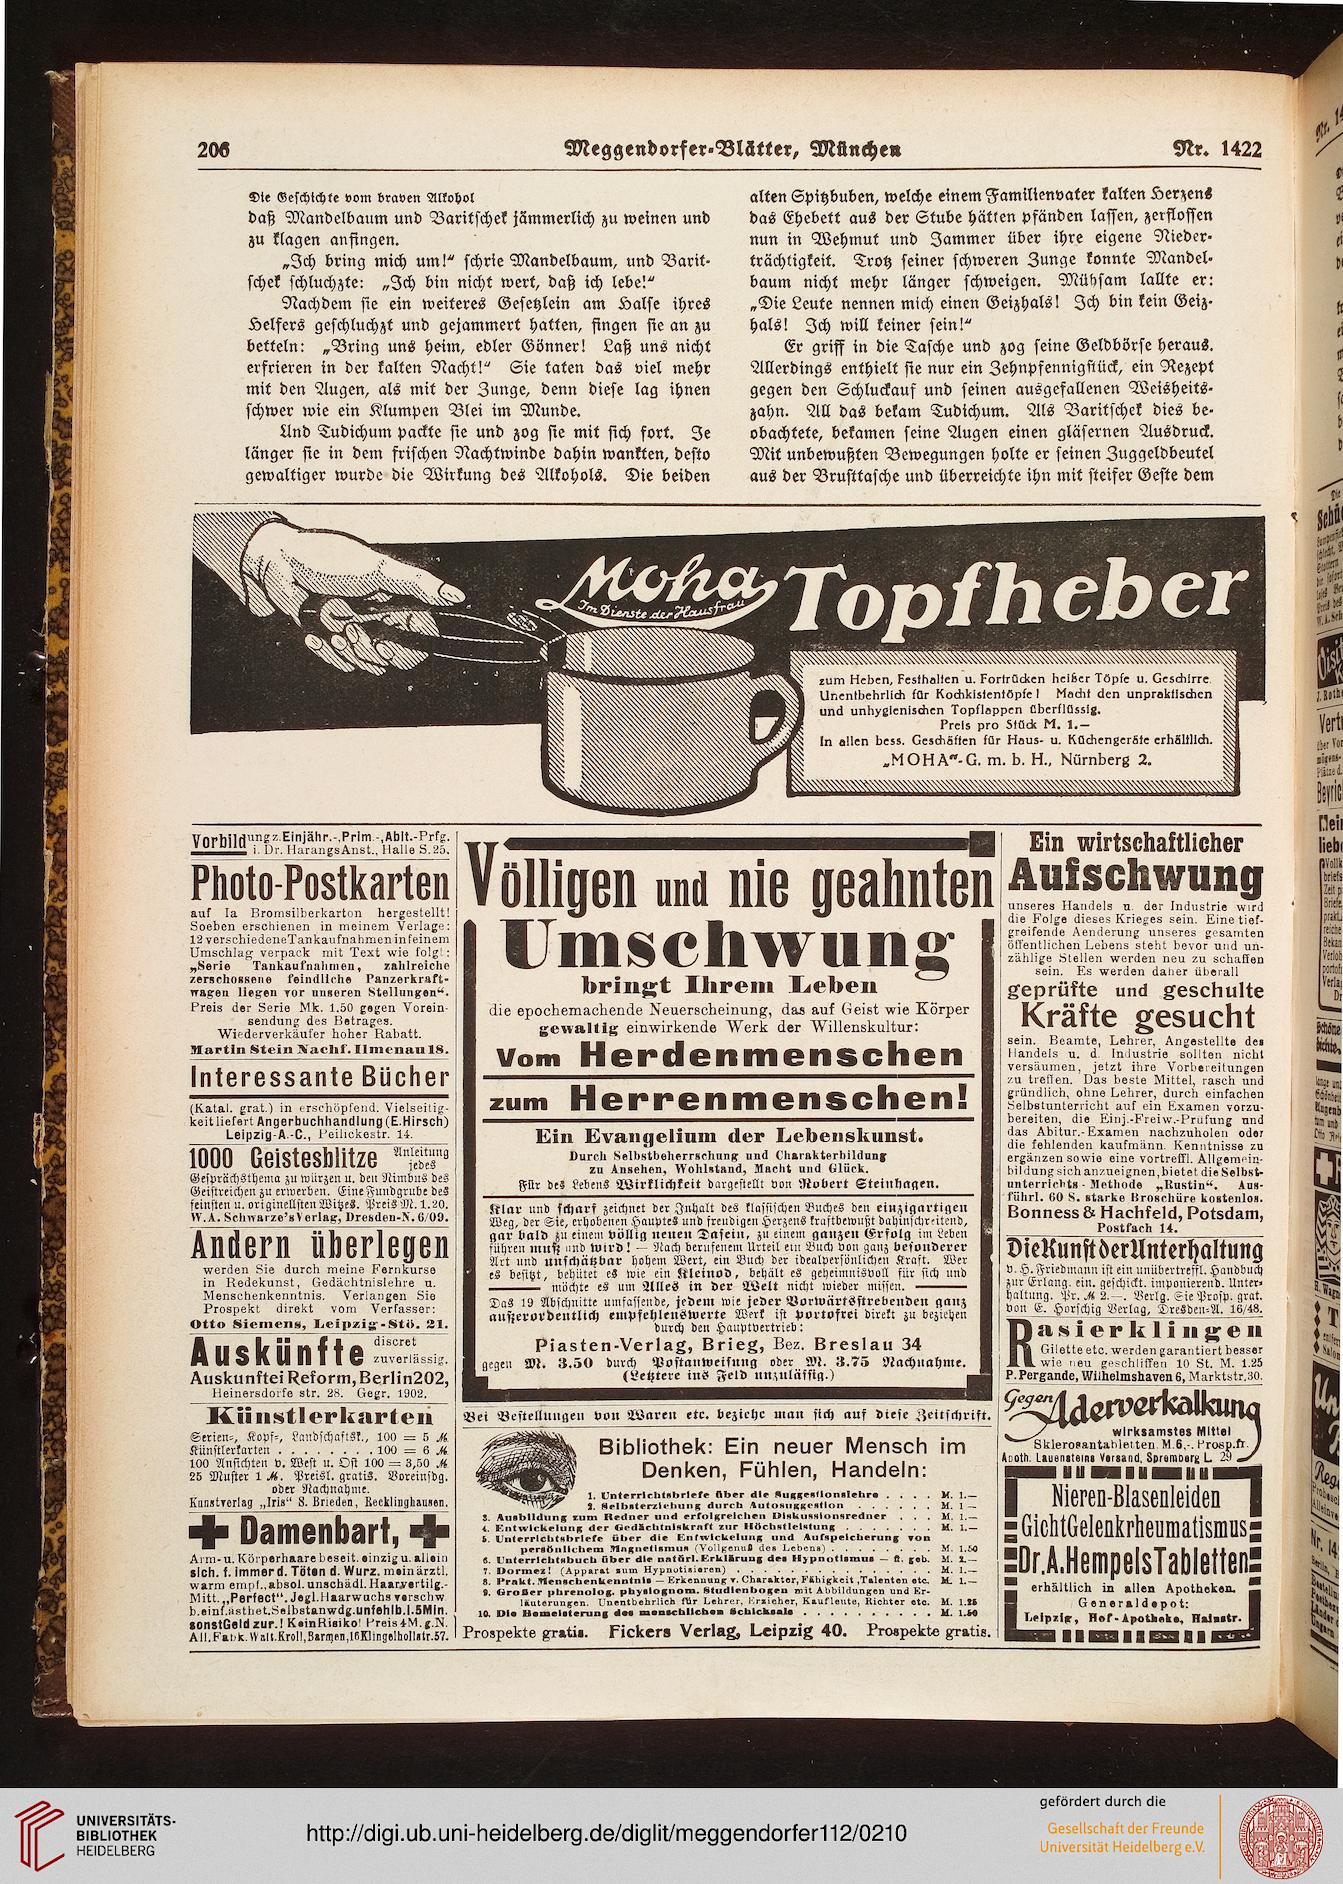 206
Meggendorfer-Blätter, München
Nr. 1422
Die Geschichte vom braven Alkohol
daß Mandelbaum und Baritschek jämmerlich zu weinen und
zu klagen anfingen.
„Ich bring mich um!“ schrie Mandelbaum, und Barit-
schek schluchzte: „Ich bin nicht wert, daß ich lebe!“
Nachdem sie ein weiteres Gesetzlein am Halse ihres
Helfers geschluchzt und gejammert hatten, fingen sie an zu
betteln: „Bring uns heim, edler Gönner! Laß uns nicht
erfrieren in der kalten Nacht!“ Sie taten das viel mehr
mit den Augen, als mit der Zunge, denn diese lag ihnen
schwer wie ein Klumpen Blei im Munde.
Und Tudichum packte sie und zog sie mit sich fort. Je
länger sie in dem frischen Nachtwinde dahin wankten, desto
gewaltiger wurde die Wirkung des Alkohols. Die beiden
alten Spitzbuben, welche einem Familienvater kalten Herzens
das Ehebett aus der Stube hätten pfänden lassen, zerflossen
nun in Wehmut und Jammer über ihre eigene Nieder-
trächtigkeit. Trotz seiner schweren Zunge konnte Mandel-
baum nicht mehr länger schweigen. Mühsam lallte er:
„Die Leute nennen mich einen Geizhals! Ich bin kein Geiz-
hals! Ich will keiner sein!“
Er griff in die Tasche und zog seine Geldbörse heraus.
Allerdings enthielt sie nur ein Zehnpfennigstück, ein Rezept
gegen den Schluckauf und seinen ausgefallenen Weisheits-
zahn. All das bekam Tudichum. Als Baritschek dies be-
obachtete, bekamen seine Augen einen gläsernen Ausdruck.
Mit unbewußten Bewegungen holte er seinen Zuggeldbeutel
aus der Brusttasche und überreichte ihn mit steifer Geste dem
Moha Topfheber
Im Dienste der Hausfrau
zum Heben, Festhalten u. Fortrücken heißer Töpfe u. Geschirre.
Unentbehrlich für Kochkistentöpfe! Macht den unpraktischen
und unhygienischen Topflappen überflüssig.
Preis pro Stück M. 1.—
In allen bess. Geschäften für Haus- u. Küchengeräte erhältlich.
„MOHA“-G. m. b. H., Nürnberg 2.
Vorbildung z. Einjähr.-, Prim.-, Abit.-Prfg.
i. Dr. Harangs Anst., Halle S. 25.
Photo-Postkarten
auf Ia Bromsilberkarton hergestellt!
Soeben erschienen in meinem Verlage:
12 verschiedene Tankaufnahmen in feinem
Umschlag verpack mit Text wie folgt:
„Serie Tankaufnahmen, zahlreiche
zerschossene feindliche Panzerkraft-
wagen liegen vor unseren Stellungen“.
Preis der Serie Mk. 1.50 gegen Vorein-
sendung des Betrages.
Wiederverkäufer hoher Rabatt.
Martin Stein Nachf. Ilmenau 18.
Interessante Bücher
(Katal. grat.) in erschöpfend. Vielseitig-
keit liefert Angerbuchhandlung (E. Hirsch)
Leipzig-A.-C., Peilickestr. 14.
1000 Geistesblitze Anleitung
jedes
Gesprächsthema zu würzen u. den Nimbus des
Geistreichen zu erwerben. Eine Fundgrube des
feinsten u. originellsten Witzes. Preis M. 1.20.
W. A. Schwarze's Verlag, Dresden-N. 6/09.
Andern überlegen
werden Sie durch meine Fernkurse
in Redekunst, Gedächtnislehre u.
Menschenkenntnis. Verlangen Sie
Prospekt direkt vom Verfasser:
Otto Siemens, Leipzig-Stö. 21.
Auskünfte discret
zuverlässig.
Auskunftei Reform, Berlin 202,
Heinersdorfer str. 28. Gegr. 1902.
Künstlerkarten
Serien-, Kopf-, Landschaftsk., 100 = 5 M
Künstlerkarten . . . . . . . . 100 = 6 M
100 Ansichten v. West u. Ost 100 = 3,50 M
25 Muster 1 M. Preisl. gratis. Voreinsdg.
oder Nachnahme.
Kunstverlag „Iris“ S. Brieden, Recklinghausen.
Damenbart,
Arm- u. Körperhaare beseit. einzig u. allein
sich. f. immer d. Töten d. Wurz. mein ärztl.
warm empf., absol. unschädl. Haarvertilg.-
Mitt. „Perfect“. Jegl. Haarwuchs verschw.
b. einf. ästhet. Selbstanwdg. unfehlb. i. 5 Min.
sonst Geld zur.! Kein Risiko! Preis 4 M. g. N.
All. Fabk. Walt. Kroll, Barmen, 16 Klingelhollstr. 57.
Völligen und nie geahnten
Umschwung
bringt Ihrem Leben
die epochemachende Neuerscheinung, das auf Geist wie Körper
gewaltig einwirkende Werk der Willenskultur:
Vom Herdenmenschen
zum Herrenmenschen!
Ein Evangelium der Lebenskunst.
Durch Selbstbeherrschung und Charakterbildung
zu Ansehen, Wohlstand, Macht und Glück.
Für des Lebens Wirklichkeit dargestellt von Robert Steinhagen.
Klar und scharf zeichnet der Inhalt des klassischen Buches den einzigartigen
Weg, der Sie, erhobenen Hauptes und freudigen Herzens kraftbewußt dahinschreitend,
gar bald zu einem völlig neuen Dasein, zu einem ganzen Erfolg im Leben
führen muß und wird! — Nach berufenem Urteil ein Buch von ganz besonderer
Art und unschätzbar hohem Wert, ein Buch der idealpersönlichen Kraft. Wer
es besitzt, behütet es wie ein Kleinod, behält es geheimnisvoll für sich und
möchte es um Alles in der Welt nicht wieder missen.
Das 19 Abschnitte umfassende, jedem wie jeder Vorwärtsstrebenden ganz
außerordentlich empfehlenswerte Werk ist portofrei direkt zu beziehen
durch den Hauptvertrieb:
Piasten-Verlag, Brieg, Bez. Breslau 34
gegen M. 3.50 durch Postanweisung oder M. 3.75 Nachnahme.
(Letztere ins Feld unzulässig.)
Bei Bestellungen von Waren etc. beziehe man sich auf diese Zeitschrift.
Bibliothek: Ein neuer Mensch im
Denken, Fühlen, Handeln:
1. Unterrichtsbriefe über die Suggestionslehre . . . . M. 1.—
2. Selbsterziehung durch Autosuggestion . . . . . . M. 1.—
3. Ausbildung zum Redner und erfolgreichen Diskussionsredner . . . M. 1.—
4. Entwickelung der Gedächtniskraft zur Höchstleistung . . . . . . M. 1.—
5. Unterrichtsbriefe über die Entwickelung und Aufspeicherung von
persönlichem Magnetismus (Vollgenuß des Lebens) . . . . . . . M. 1.50
6. Unterrichtsbuch über die natürl. Erklärung des Hypnotismus — fl. geb. M. 2.—
7. Dormez! (Apparat zum Hypnotisieren) . . . . . . . . . M. 1.—
8. Prakt. Menschenkenntnis — Erkennung v. Charakter, Fähigkeit, Talenten etc. M. 1.—
9. Großer phrenolog. physiognom. Studienbogen mit Abbildungen und Er-
läuterungen. Unentbehrlich für Lehrer, Erzieher, Kaufleute, Richter etc. M. 1.25
10. Die Bemeisterung des menschlichen Schicksals . . . . . . . . M. 1.50
Prospekte gratis. Fickers Verlag, Leipzig 40. Prospekte gratis.
Ein wirtschaftlicher
Aufschwung
unseres Handels u. der Industrie wird
die Folge dieses Krieges sein. Eine tief-
greifende Aenderung unseres gesamten
öffentlichen Lebens steht bevor und un-
zählige Stellen werden neu zu schaffen
sein. Es werden daher überall
geprüfte und geschulte
Kräfte gesucht
sein. Beamte, Lehrer, Angestellte des
Handels u. d. Industrie sollten nicht
versäumen, jetzt ihre Vorbereitungen
zu treffen. Das beste Mittel, rasch und
gründlich, ohne Lehrer, durch einfachen
Selbstunterricht auf ein Examen vorzu-
bereiten, die Einj.-Freiw.-Prüfung und
das Abitur.-Examen nachzuholen oder
die fehlenden kaufmänn. Kenntnisse zu
ergänzen sowie eine vortreffl. Allgemein-
bildung sich anzueignen, bietet die Selbst-
unterrichts-Methode „Rustin“. Aus-
führl. 60 S. starke Broschüre kostenlos.
Bonness & Hachfeld, Potsdam,
Postfach 14.
Die Kunst der Unterhaltung
v. H. Friedmann ist ein unübertreffl. Handbuch
zur Erlang. ein. geschickt. imponierend. Unter-
haltung. Pr. M 2.—. Verlg. Sie Prosp. grat.
von E. Horschig Verlag, Dresden-A. 16/48.
Rasierklingen
Gilette etc. werden garantiert besser
wie neu geschliffen 10 St. M. 1.25
P. Pergande, Wilhelmshaven 6, Marktstr. 30.
Gegen Aderverkalkung
wirksamstes Mittel
Sklerosantabletten. M. 6,-. Prosp. fr.
Apoth. Lauensteins Versand, Spremberg L. 29
Nieren-Blasenleiden
Gicht Gelenkrheumatismus
Dr. A. Hempels Tabletten
erhältlich in allen Apotheken.
Generaldepot:
Leipzig, Hof-Apotheke, Hainstr.
UNIVERSITÄTS-
BIBLIOTHEK
HEIDELBERG
http://digi.ub.uni-heidelberg.de/diglit/meggendorfer112/0210
gefördert durch die
Gesellschaft der Freunde
Universität Heidelberg e.V.